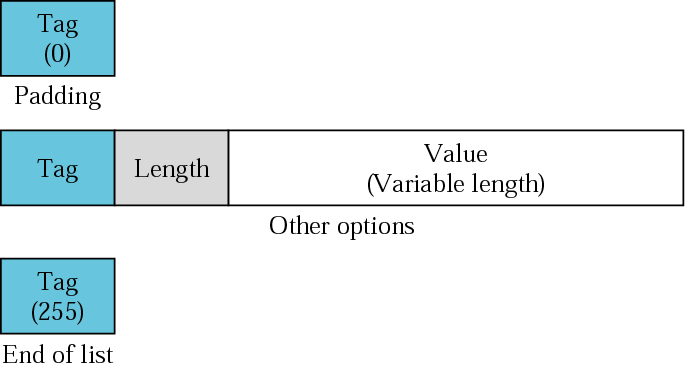 Tag
(0)
Padding
Tag
Length
Value
(Variable length)
Other options
Tag
(255)
End of list